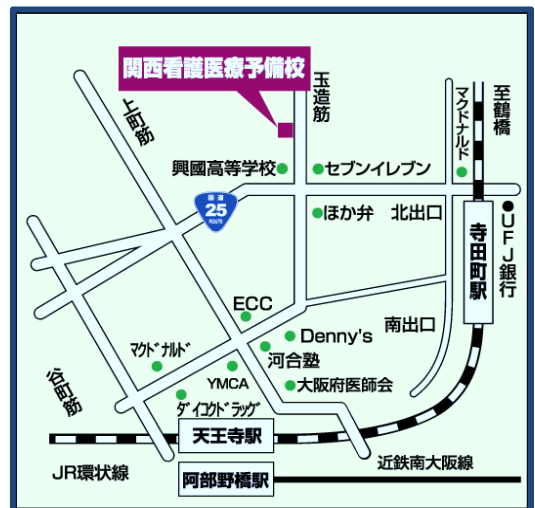 関西看護医療予備校
玉造筋
至鶴橋
マクドナルド
上町筋
興國高等学校
セブンイレブン
国道
25
ROUTE
ほか弁
北出口
UFJ銀行
寺田町駅
ECC
Denny's
南出口
マクドナルド
河合塾
YMCA
大阪府医師会
谷町筋
ダイコクドラッグ
天王寺駅
JR環状線
阿部野橋駅
近鉄南大阪線